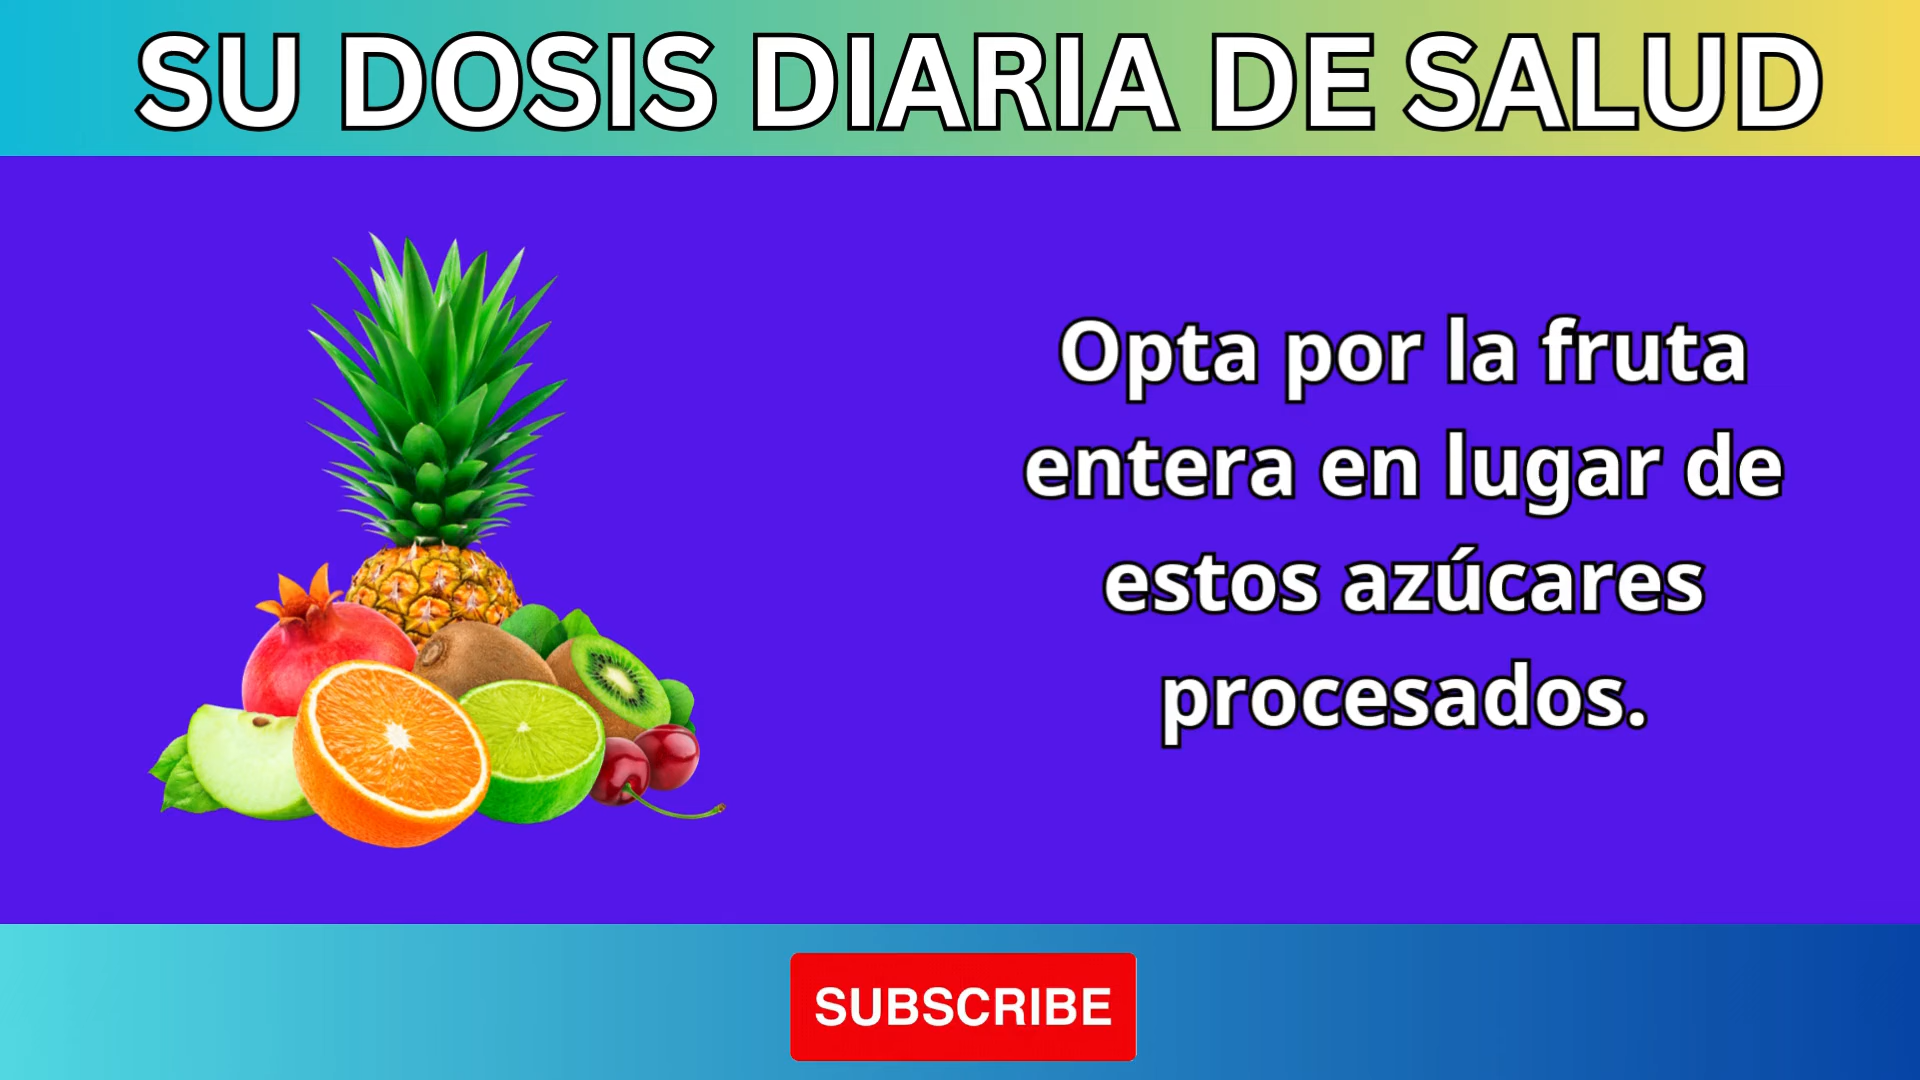 SU DOSIS DIARIA DE SALUD
Opta por la fruta
entera en lugar de
estos azúcares
procesados.
SUBSCRIBE